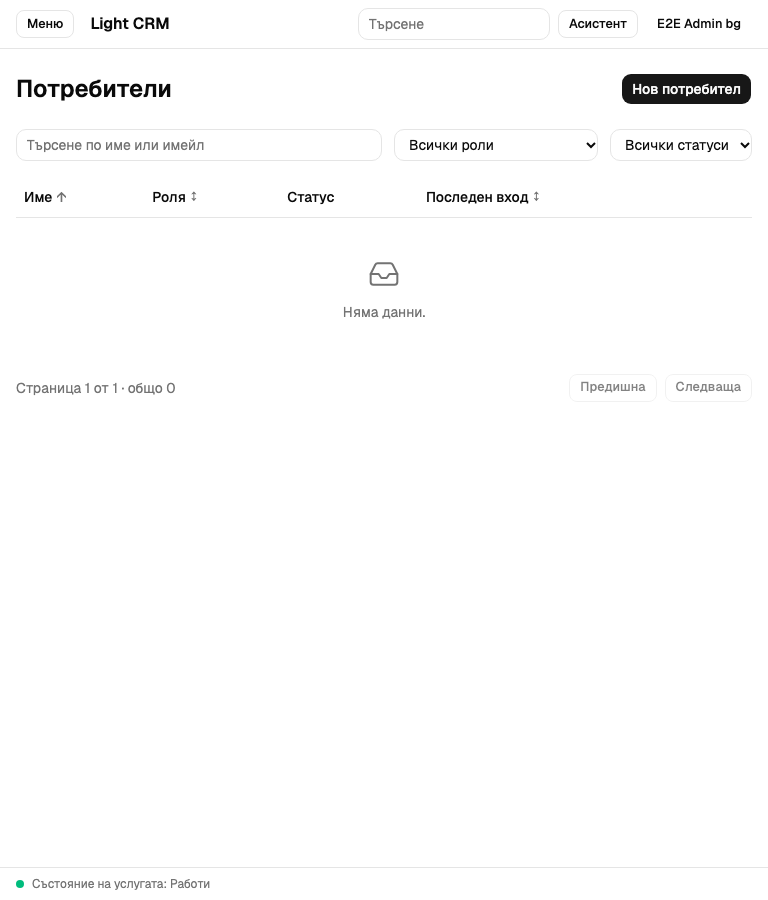 Меню Light CRM Търсене Асистент E2E Admin bg
Потребители Нов потребител
Търсене по име или имейл Всички роли Всички статуси
Име ↑ Роля ↕ Статус Последен вход ↕
Няма данни.
Страница 1 от 1 · общо 0 Предишна Следваща
Състояние на услугата: Работи